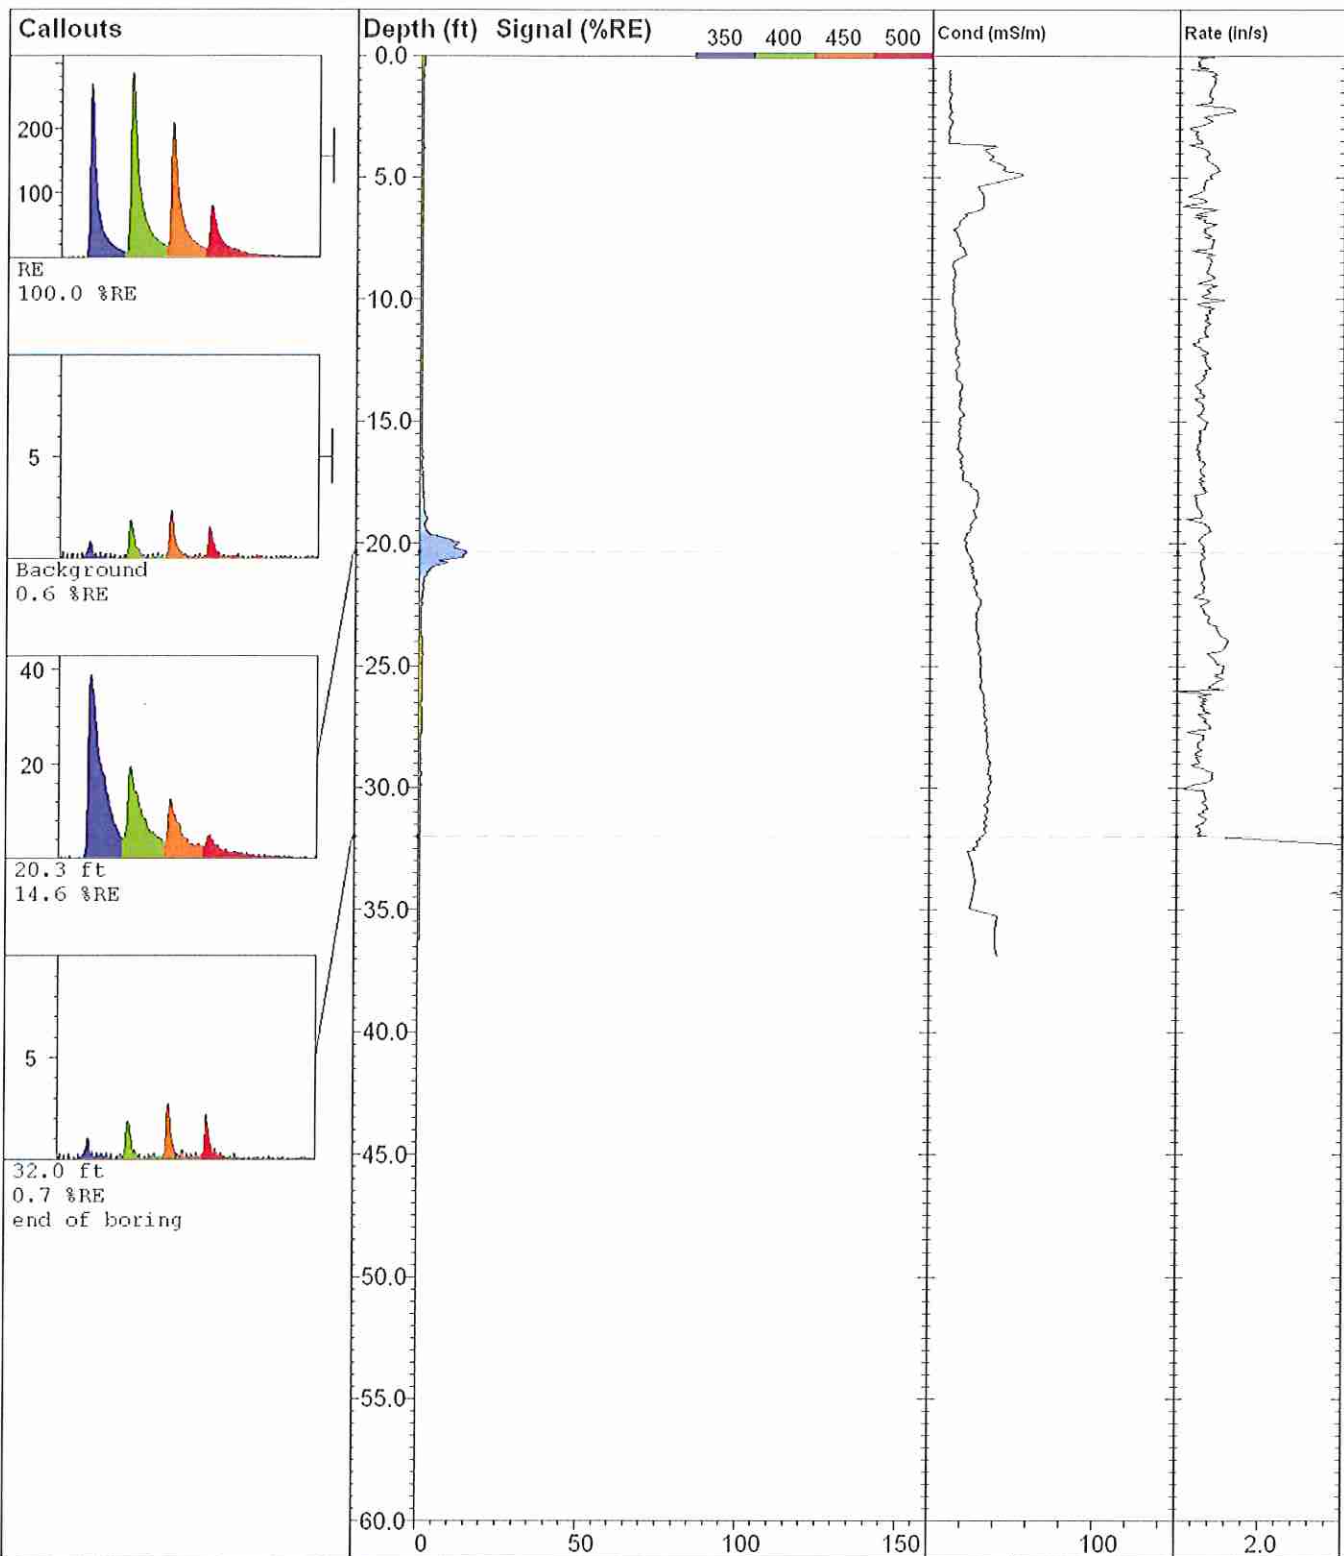 Callouts
Depth (ft) Signal (%RE)
350 400 450 500
Cond (mS/m)
Rate (in/s)
200
100
RE
100.0 %RE
5
Background
0.6 %RE
40
20
20.3 ft
14.6 %RE
5
32.0 ft
0.7 %RE
end of boring
0.0
5.0
10.0
15.0
20.0
25.0
30.0
35.0
40.0
45.0
50.0
55.0
60.0
0 50 100 150
100
2.0